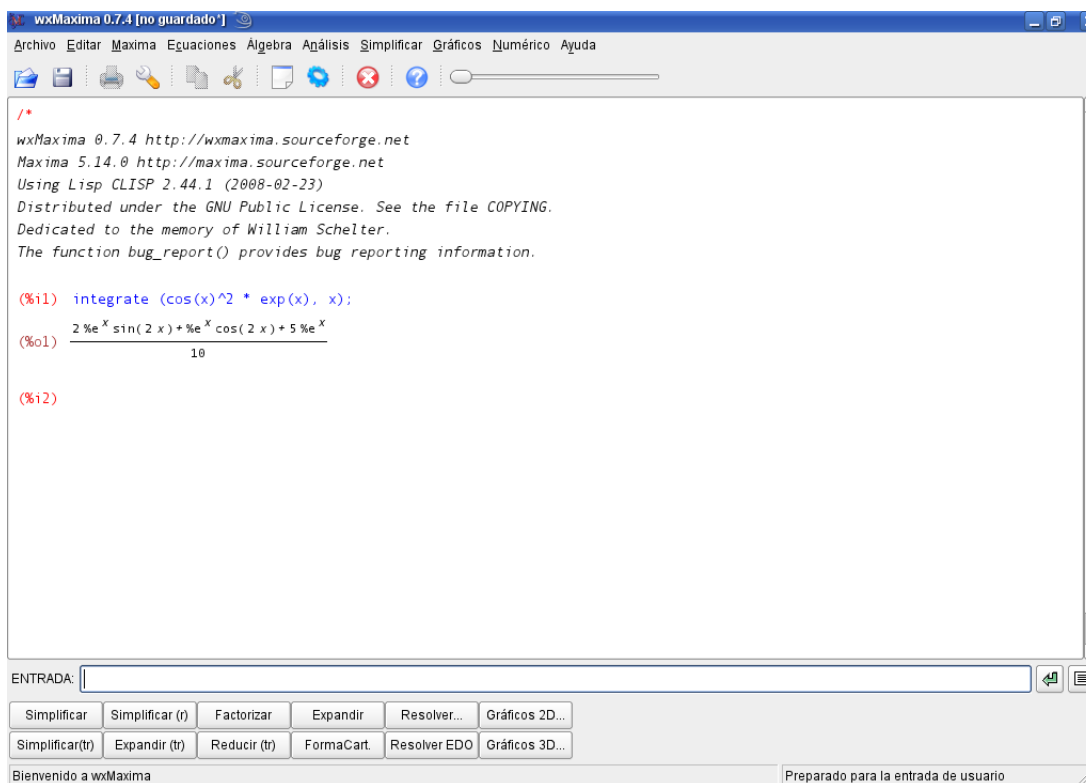 wxMaxima 0.7.4 [no guardado*]
Archivo Editar Maxima Ecuaciones Álgebra Análisis Simplificar Gráficos Numérico Ayuda
/*
wxMaxima 0.7.4 http://wxmaxima.sourceforge.net
Maxima 5.14.0 http://maxima.sourceforge.net
Using Lisp CLISP 2.44.1 (2008-02-23)
Distributed under the GNU Public License. See the file COPYING.
Dedicated to the memory of William Schelter.
The function bug_report() provides bug reporting information.
(%i1) integrate (cos(x)^2 * exp(x), x);
2 %e^x sin( 2 x)+%e^x cos( 2 x)+ 5 %e^x
(%o1)
10
(%i2)
ENTRADA:
Simplificar Simplificar (r) Factorizar Expandir Resolver... Gráficos 2D...
Simplificar(tr) Expandir (tr) Reducir (tr) FormaCart. Resolver EDO Gráficos 3D...
Bienvenido a wxMaxima Preparado para la entrada de usuario